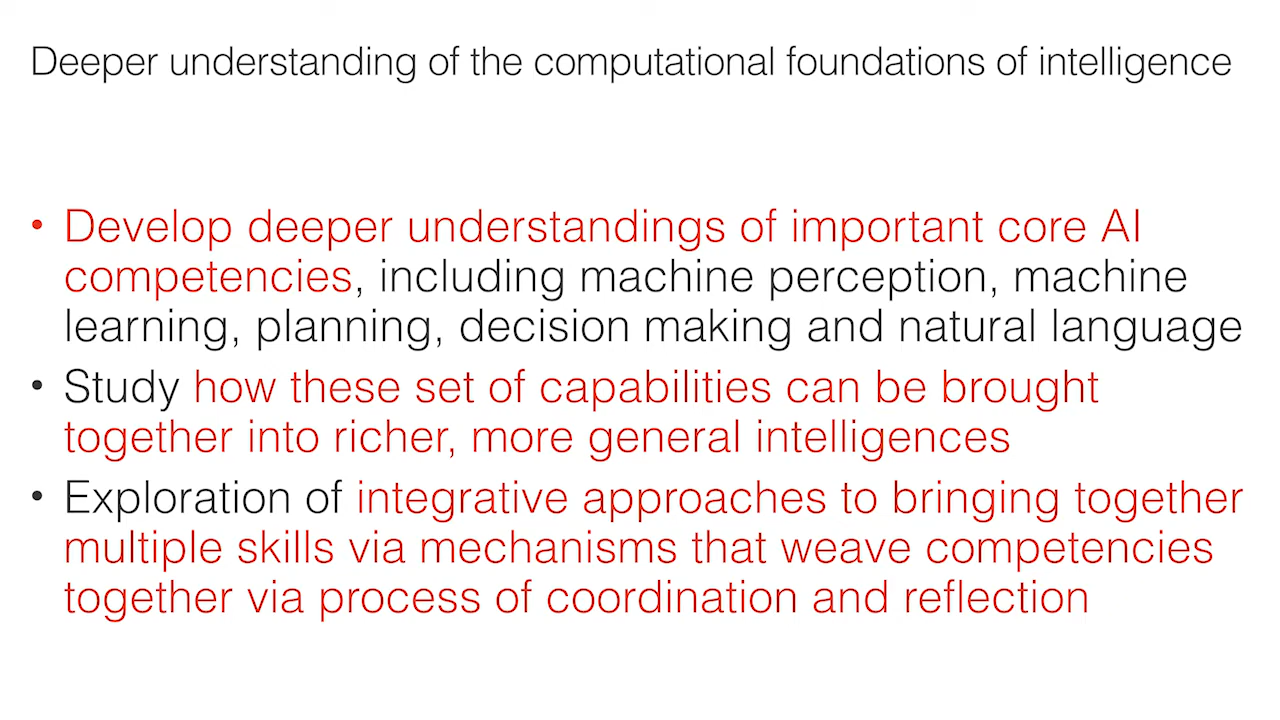 Deeper understanding of the computational foundations of intelligence
• Develop deeper understandings of important core AI
competencies, including machine perception, machine
learning, planning, decision making and natural language
• Study how these set of capabilities can be brought
together into richer, more general intelligences
• Exploration of integrative approaches to bringing together
multiple skills via mechanisms that weave competencies
together via process of coordination and reflection